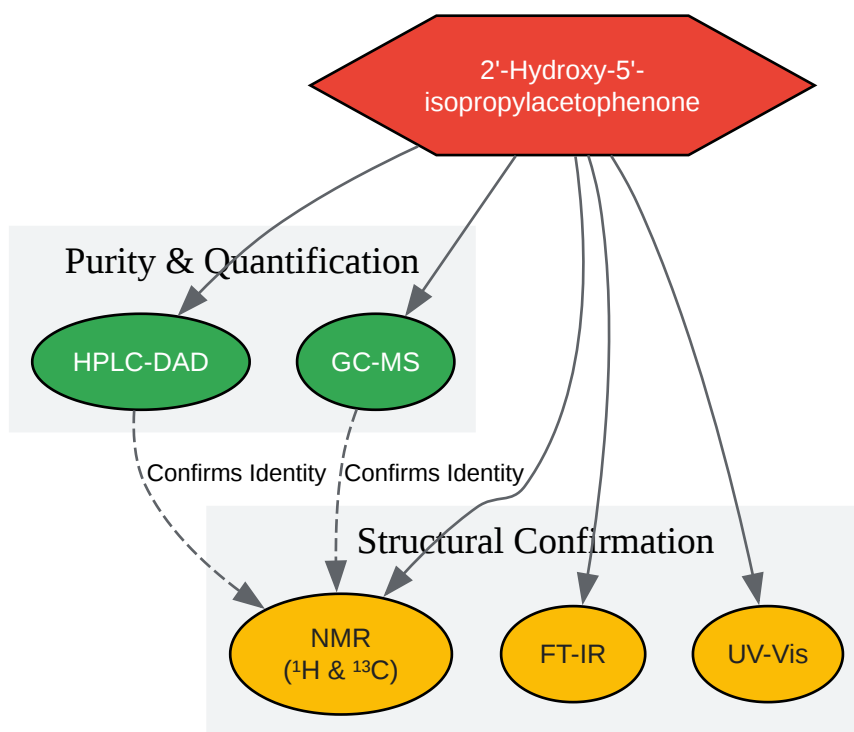 2'-Hydroxy-5'-
isopropylacetophenone
Purity & Quantification
HPLC-DAD
GC-MS
Confirms Identity
Confirms Identity
Structural Confirmation
NMR
(¹H & ¹³C)
FT-IR
UV-Vis